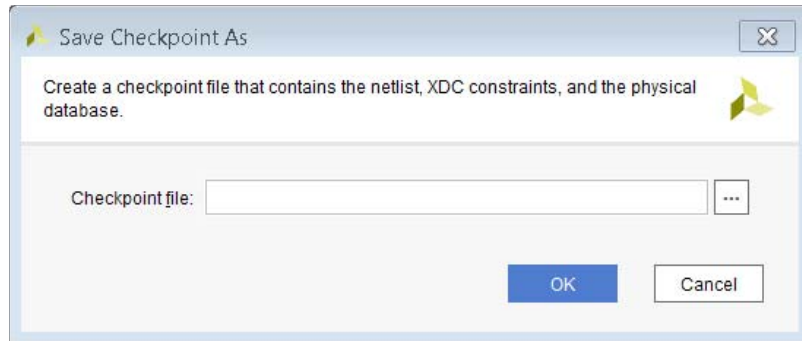 Save Checkpoint As
Create a checkpoint file that contains the netlist, XDC constraints, and the physical
database.
Checkpoint file:
...
OK Cancel